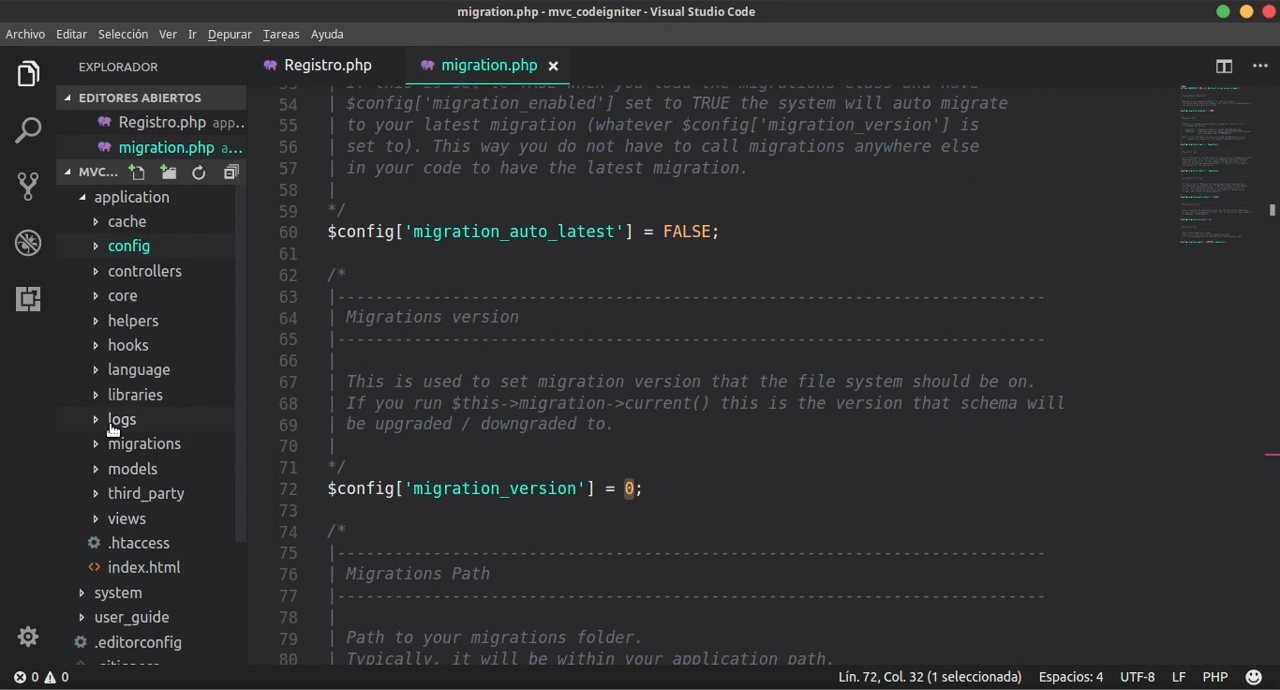 migration.php - mvc_codeigniter - Visual Studio Code
Archivo Editar Selección Ver Ir Depurar Tareas Ayuda
EXPLORADOR
EDITORES ABIERTOS
Registro.php app...
migration.php a...
MVC...
application
cache
config
controllers
core
helpers
hooks
language
libraries
logs
migrations
models
third_party
views
.htaccess
index.html
system
user_guide
.editorconfig
Registro.php
migration.php
54 | $config['migration_enabled'] set to TRUE the system will auto migrate
55 | to your latest migration (whatever $config['migration_version'] is
56 | set to). This way you do not have to call migrations anywhere else
57 | in your code to have the latest migration.
58 |
59 */
60 $config['migration_auto_latest'] = FALSE;
61
62 /*
63 |--------------------------------------------------------------------------
64 | Migrations version
65 |--------------------------------------------------------------------------
66 |
67 | This is used to set migration version that the file system should be on.
68 | If you run $this->migration->current() this is the version that schema will
69 | be upgraded / downgraded to.
70 |
71 */
72 $config['migration_version'] = 0;
73
74 /*
75 |--------------------------------------------------------------------------
76 | Migrations Path
77 |--------------------------------------------------------------------------
78 |
79 | Path to your migrations folder.
80 | Typically, it will be within your application path.
0 0 Lín. 72, Col. 32 (1 seleccionada) Espacios: 4 UTF-8 LF PHP